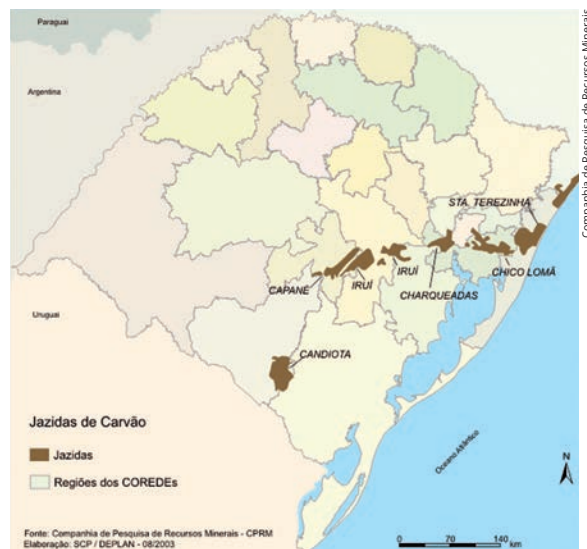 Paraguai
Argentina
Uruguai
STA. TEREZINHA
CAPANÉ
IRUÍ
IRUÍ
CHARQUEADAS
CHICO LOMÃ
CANDIOTA
Oceano Atlântico
Jazidas de Carvão
Jazidas
Regiões dos COREDEs
N
Fonte: Companhia de Pesquisa de Recursos Minerais - CPRM
Elaboração: SCP / DEPLAN - 08/2003
0 70 140
km
Companhia de Pesquisa de Recursos Minerais